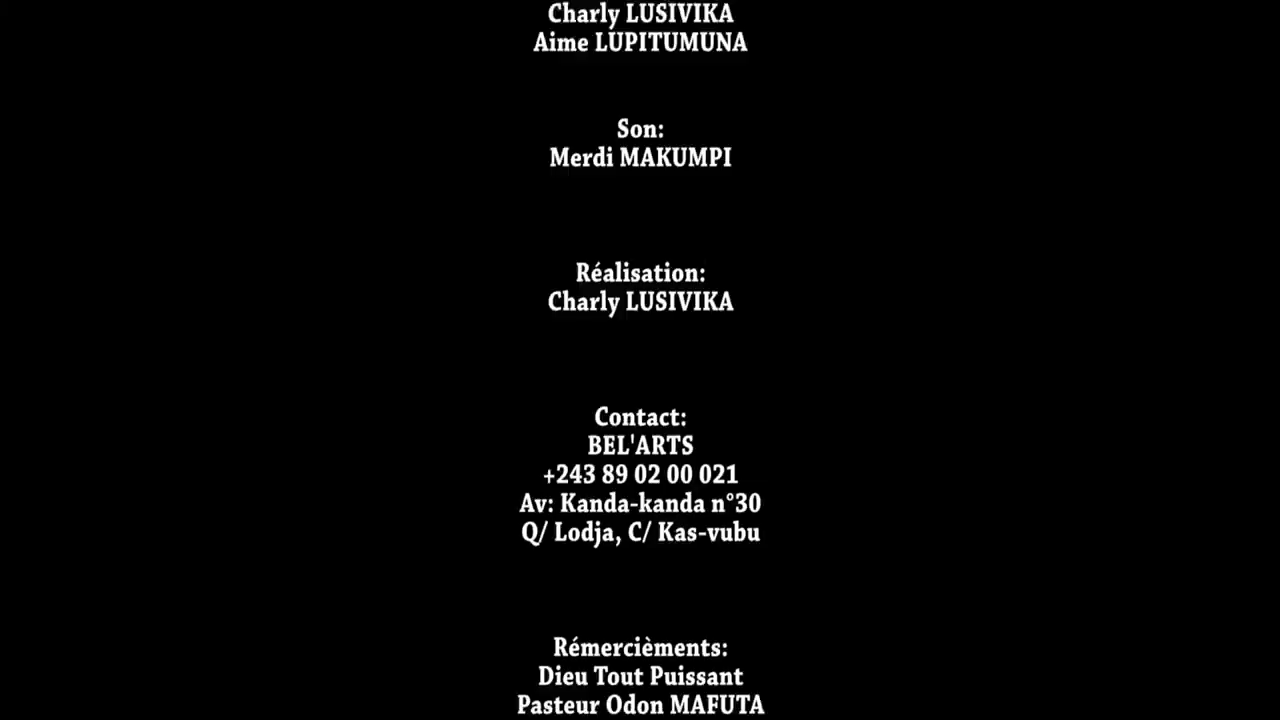 Charly LUSIVIKA
Aime LUPITUMUNA
Son:
Merdi MAKUMPI
Réalisation:
Charly LUSIVIKA
Contact:
BEL'ARTS
+243 89 02 00 021
Av: Kanda-kanda n°30
Q/ Lodja, C/ Kas-vubu
Rémercièments:
Dieu Tout Puissant
Pasteur Odon MAFUTA